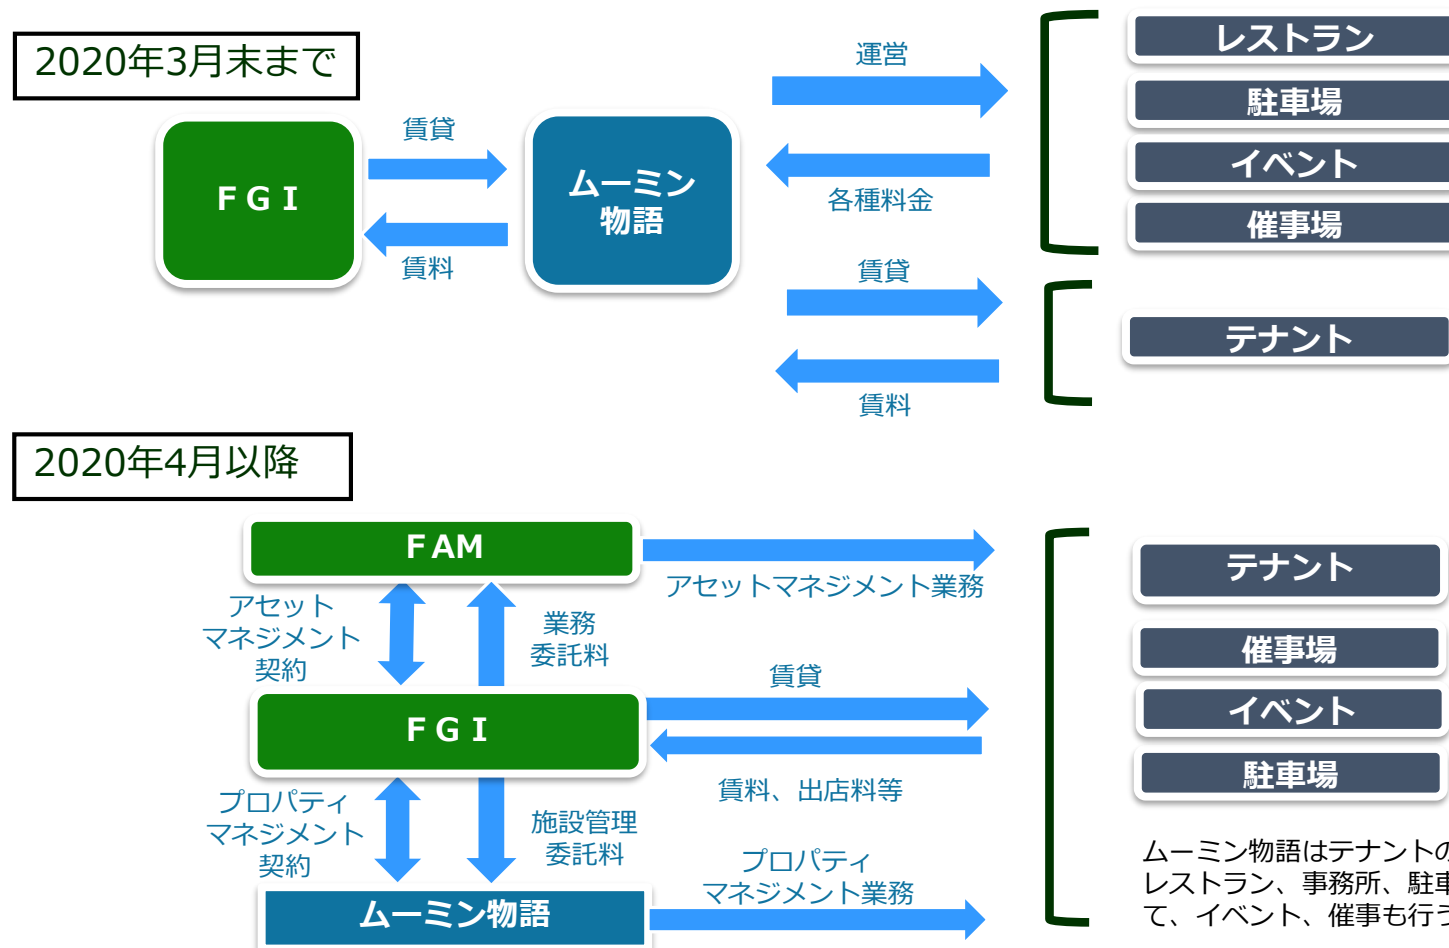 2020年3月末まで
運営
レストラン
駐車場
イベント
催事場
賃貸
ＦＧＩ
ムーミン
物語
各種料金
賃料
賃貸
テナント
賃料
2020年4月以降
ＦAM
アセットマネジメント業務
アセット
マネジメント
契約
業務
委託料
テナント
催事場
イベント
駐車場
賃貸
ＦＧＩ
賃料、出店料等
プロパティ
マネジメント
契約
施設管理
委託料
プロパティ
マネジメント業務
ムーミン物語
ムーミン物語はテナントの
レストラン、事務所、駐車
て、イベント、催事も行う